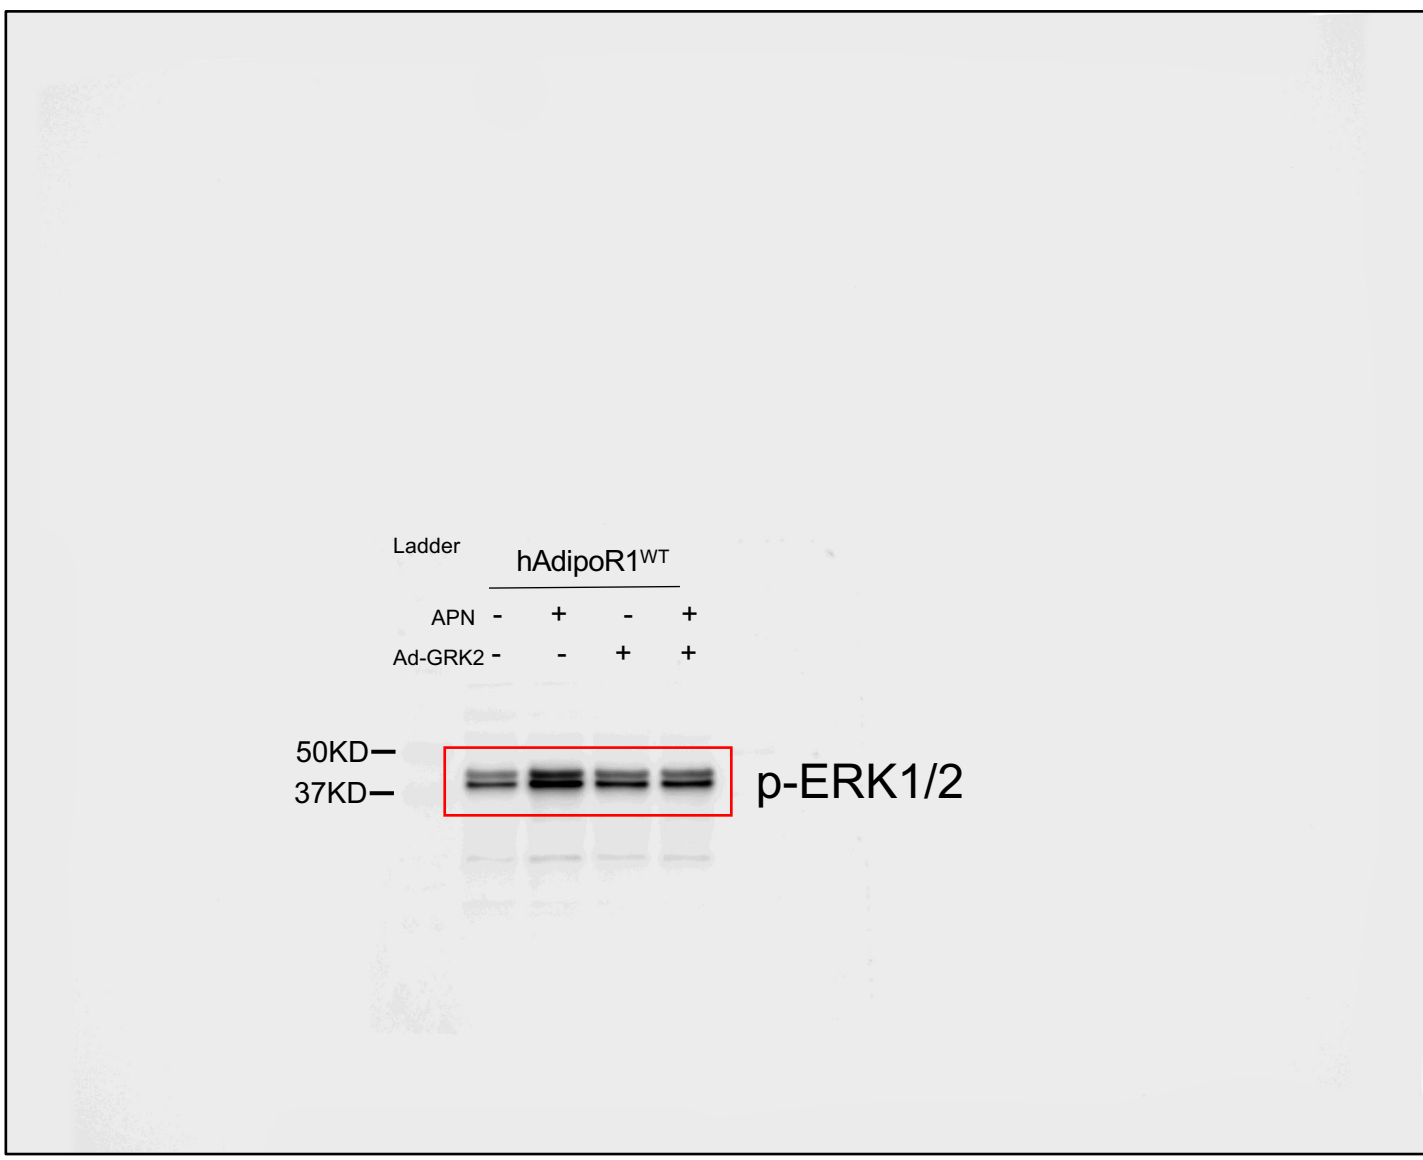 Ladder
hAdipoR1WT
APN - + - +
Ad-GRK2 - - + +
50KD
37KD
p-ERK1/2